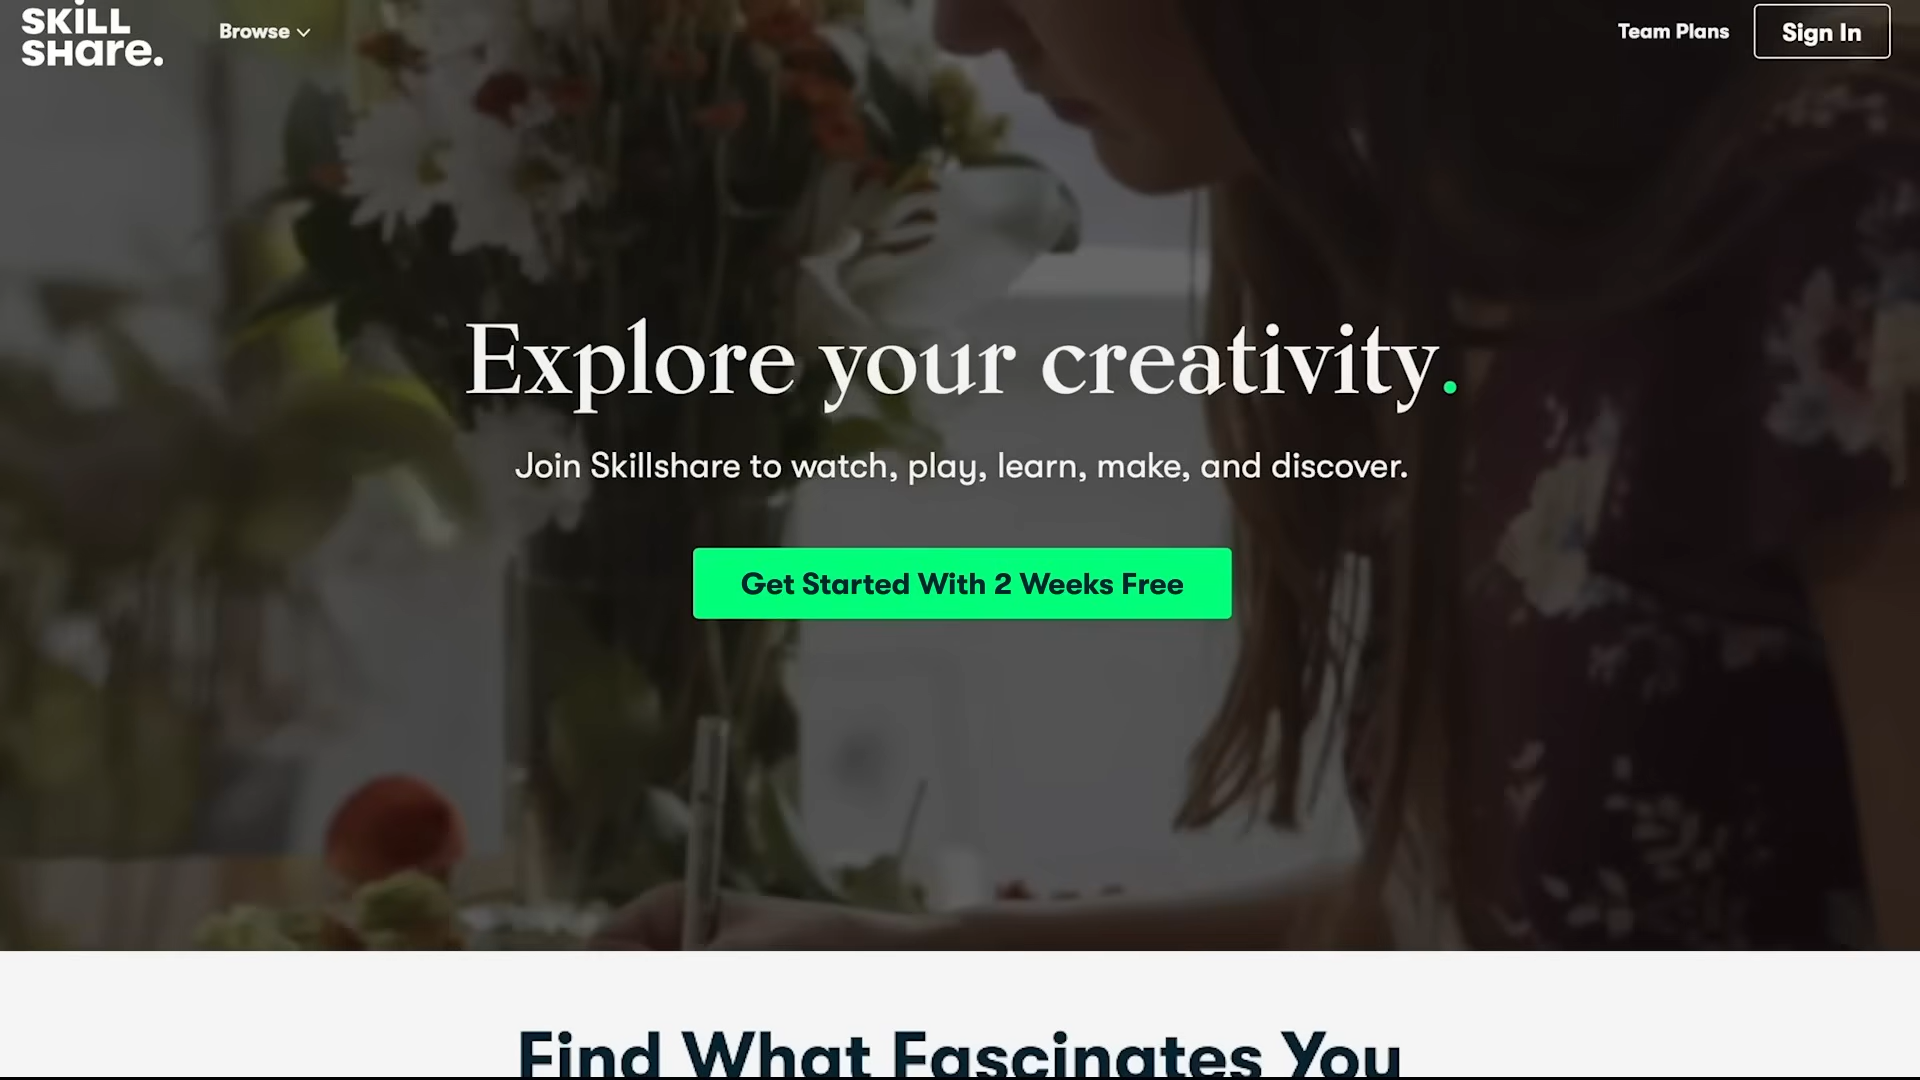 SKILL
SHare.
Browse
Team Plans
Sign In
Explore your creativity.
Join Skillshare to watch, play, learn, make, and discover.
Get Started With 2 Weeks Free
Find What Fascinates You